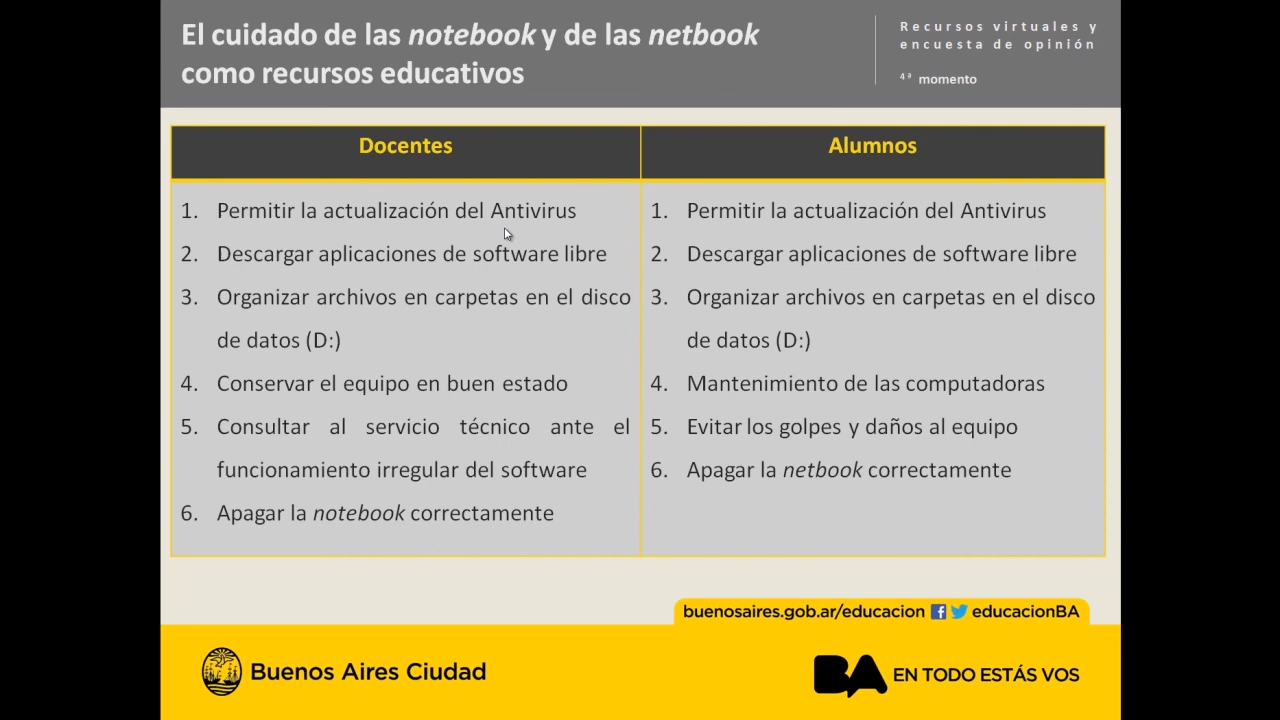 El cuidado de las notebook y de las netbook
como recursos educativos
Recursos virtuales y
encuesta de opinión
4ª momento
Docentes
1. Permitir la actualización del Antivirus
2. Descargar aplicaciones de software libre
3. Organizar archivos en carpetas en el disco
de datos (D:)
4. Conservar el equipo en buen estado
5. Consultar al servicio técnico ante el
funcionamiento irregular del software
6. Apagar la notebook correctamente
Alumnos
1. Permitir la actualización del Antivirus
2. Descargar aplicaciones de software libre
3. Organizar archivos en carpetas en el disco
de datos (D:)
4. Mantenimiento de las computadoras
5. Evitar los golpes y daños al equipo
6. Apagar la netbook correctamente
buenosaires.gob.ar/educacion educacionBA
Buenos Aires Ciudad
BA EN TODO ESTÁS VOS